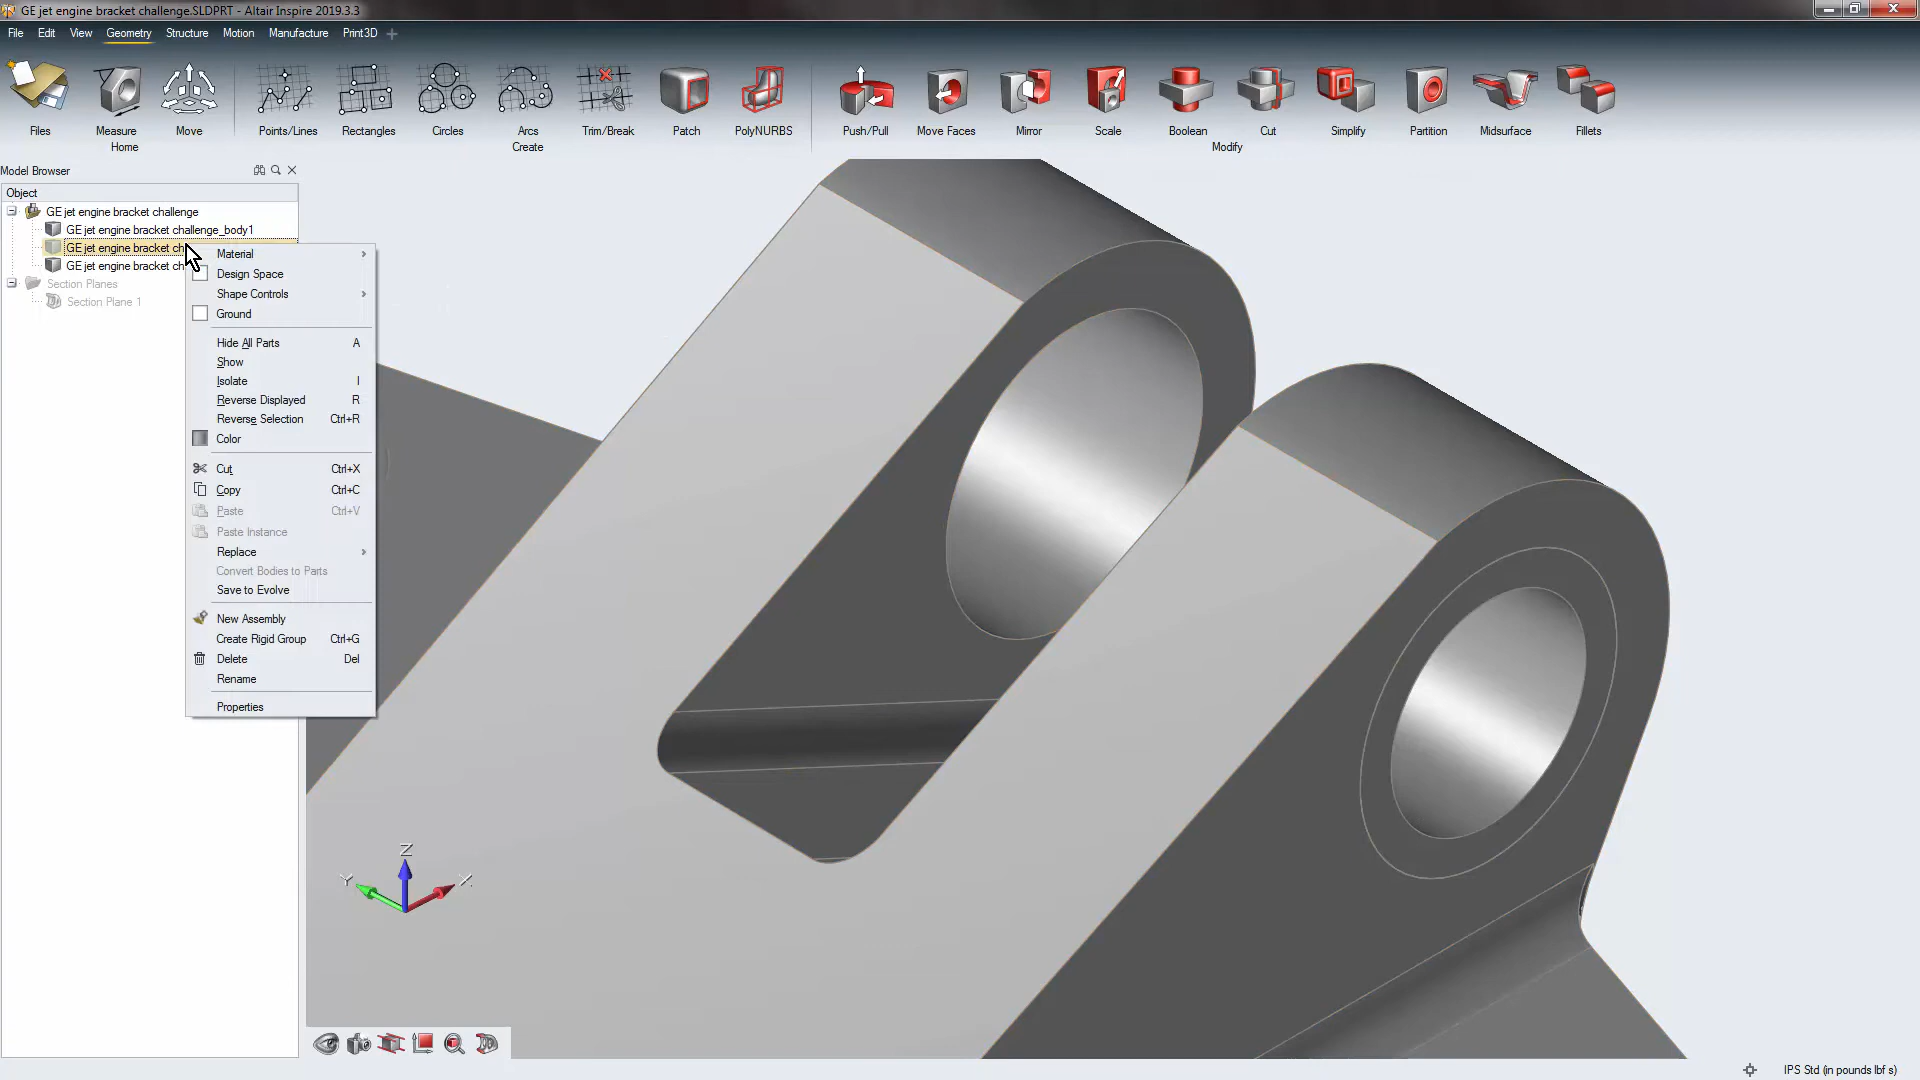 GE jet engine bracket challenge.SLDPRT - Altair Inspire 2019.3.3
File Edit View Geometry Structure Motion Manufacture Print3D
Files Measure Move Points/Lines Rectangles Circles Arcs Trim/Break Patch PolyNURBS Push/Pull Move Faces Mirror Scale Boolean Cut Simplify Partition Midsurface Fillets
Home Create Modify
Model Browser
Object
GE jet engine bracket challenge
GE jet engine bracket challenge_body1
GE jet engine bracket ch
GE jet engine bracket ch
Section Planes
Section Plane 1
Material
Design Space
Shape Controls
Ground
Hide All Parts A
Show
Isolate I
Reverse Displayed R
Reverse Selection Ctrl+R
Color
Cut Ctrl+X
Copy Ctrl+C
Paste Ctrl+V
Paste Instance
Replace
Convert Bodies to Parts
Save to Evolve
New Assembly
Create Rigid Group Ctrl+G
Delete Del
Rename
Properties
Z
Y X
IPS Std (in pounds lbf s)